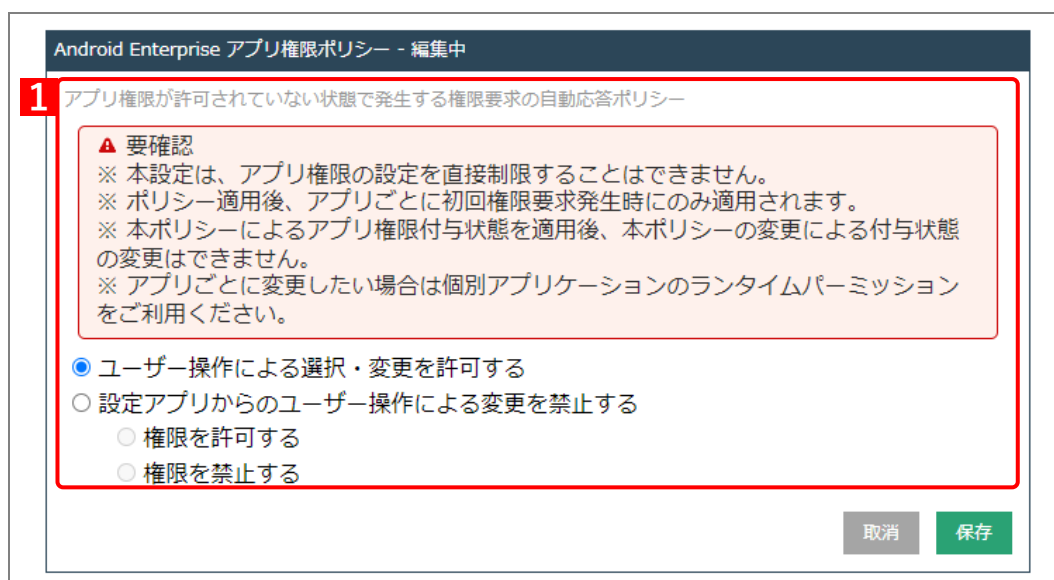 Android Enterprise アプリ権限ポリシー - 編集中
1
アプリ権限が許可されていない状態で発生する権限要求の自動応答ポリシー
要確認
※ 本設定は、アプリ権限の設定を直接制限することはできません。
※ ポリシー適用後、アプリごとに初回権限要求発生時にのみ適用されます。
※ 本ポリシーによるアプリ権限付与状態を適用後、本ポリシーの変更による付与状態
の変更はできません。
※ アプリごとに変更したい場合は個別アプリケーションのランタイムパーミッション
をご利用ください。
ユーザー操作による選択・変更を許可する
設定アプリからのユーザー操作による変更を禁止する
権限を許可する
権限を禁止する
取消
保存